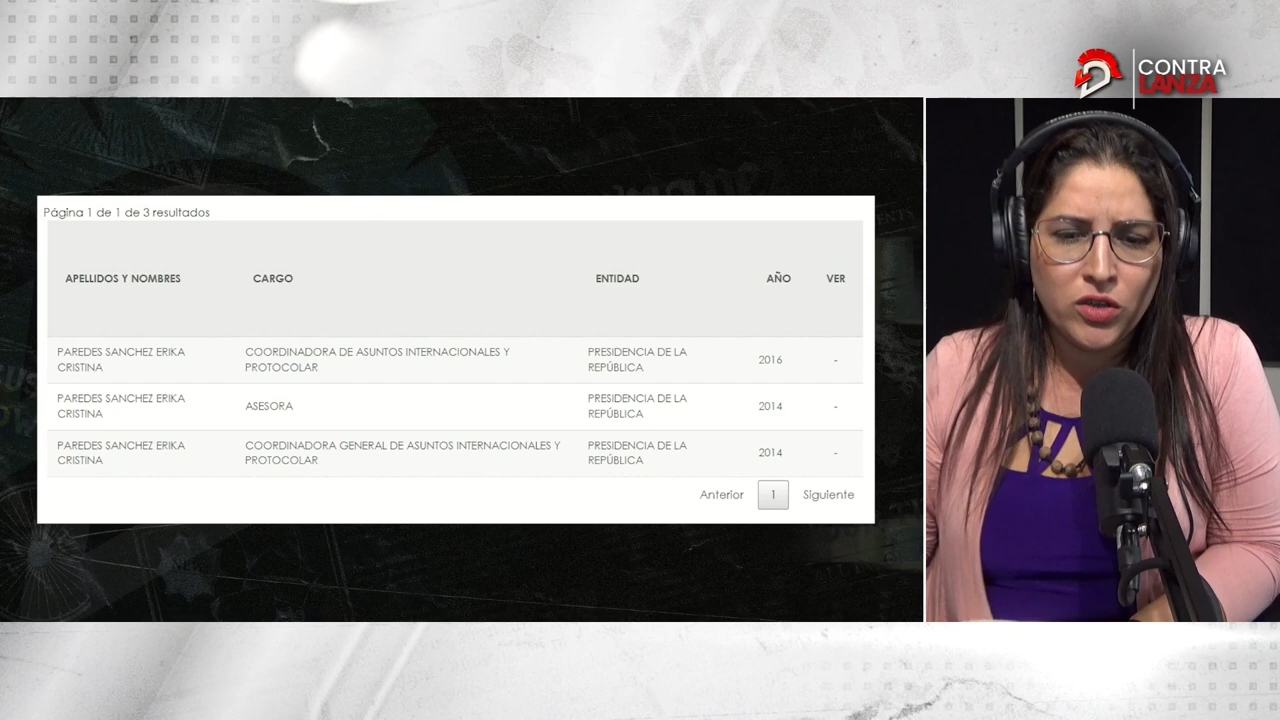 CONTRA
LANZA
Página 1 de 1 de 3 resultados
APELLIDOS Y NOMBRES CARGO ENTIDAD AÑO VER
PAREDES SANCHEZ ERIKA CRISTINA COORDINADORA DE ASUNTOS INTERNACIONALES Y PROTOCOLAR PRESIDENCIA DE LA REPÚBLICA 2016 -
PAREDES SANCHEZ ERIKA CRISTINA ASESORA PRESIDENCIA DE LA REPÚBLICA 2014 -
PAREDES SANCHEZ ERIKA CRISTINA COORDINADORA GENERAL DE ASUNTOS INTERNACIONALES Y PROTOCOLAR PRESIDENCIA DE LA REPÚBLICA 2014 -
Anterior 1 Siguiente